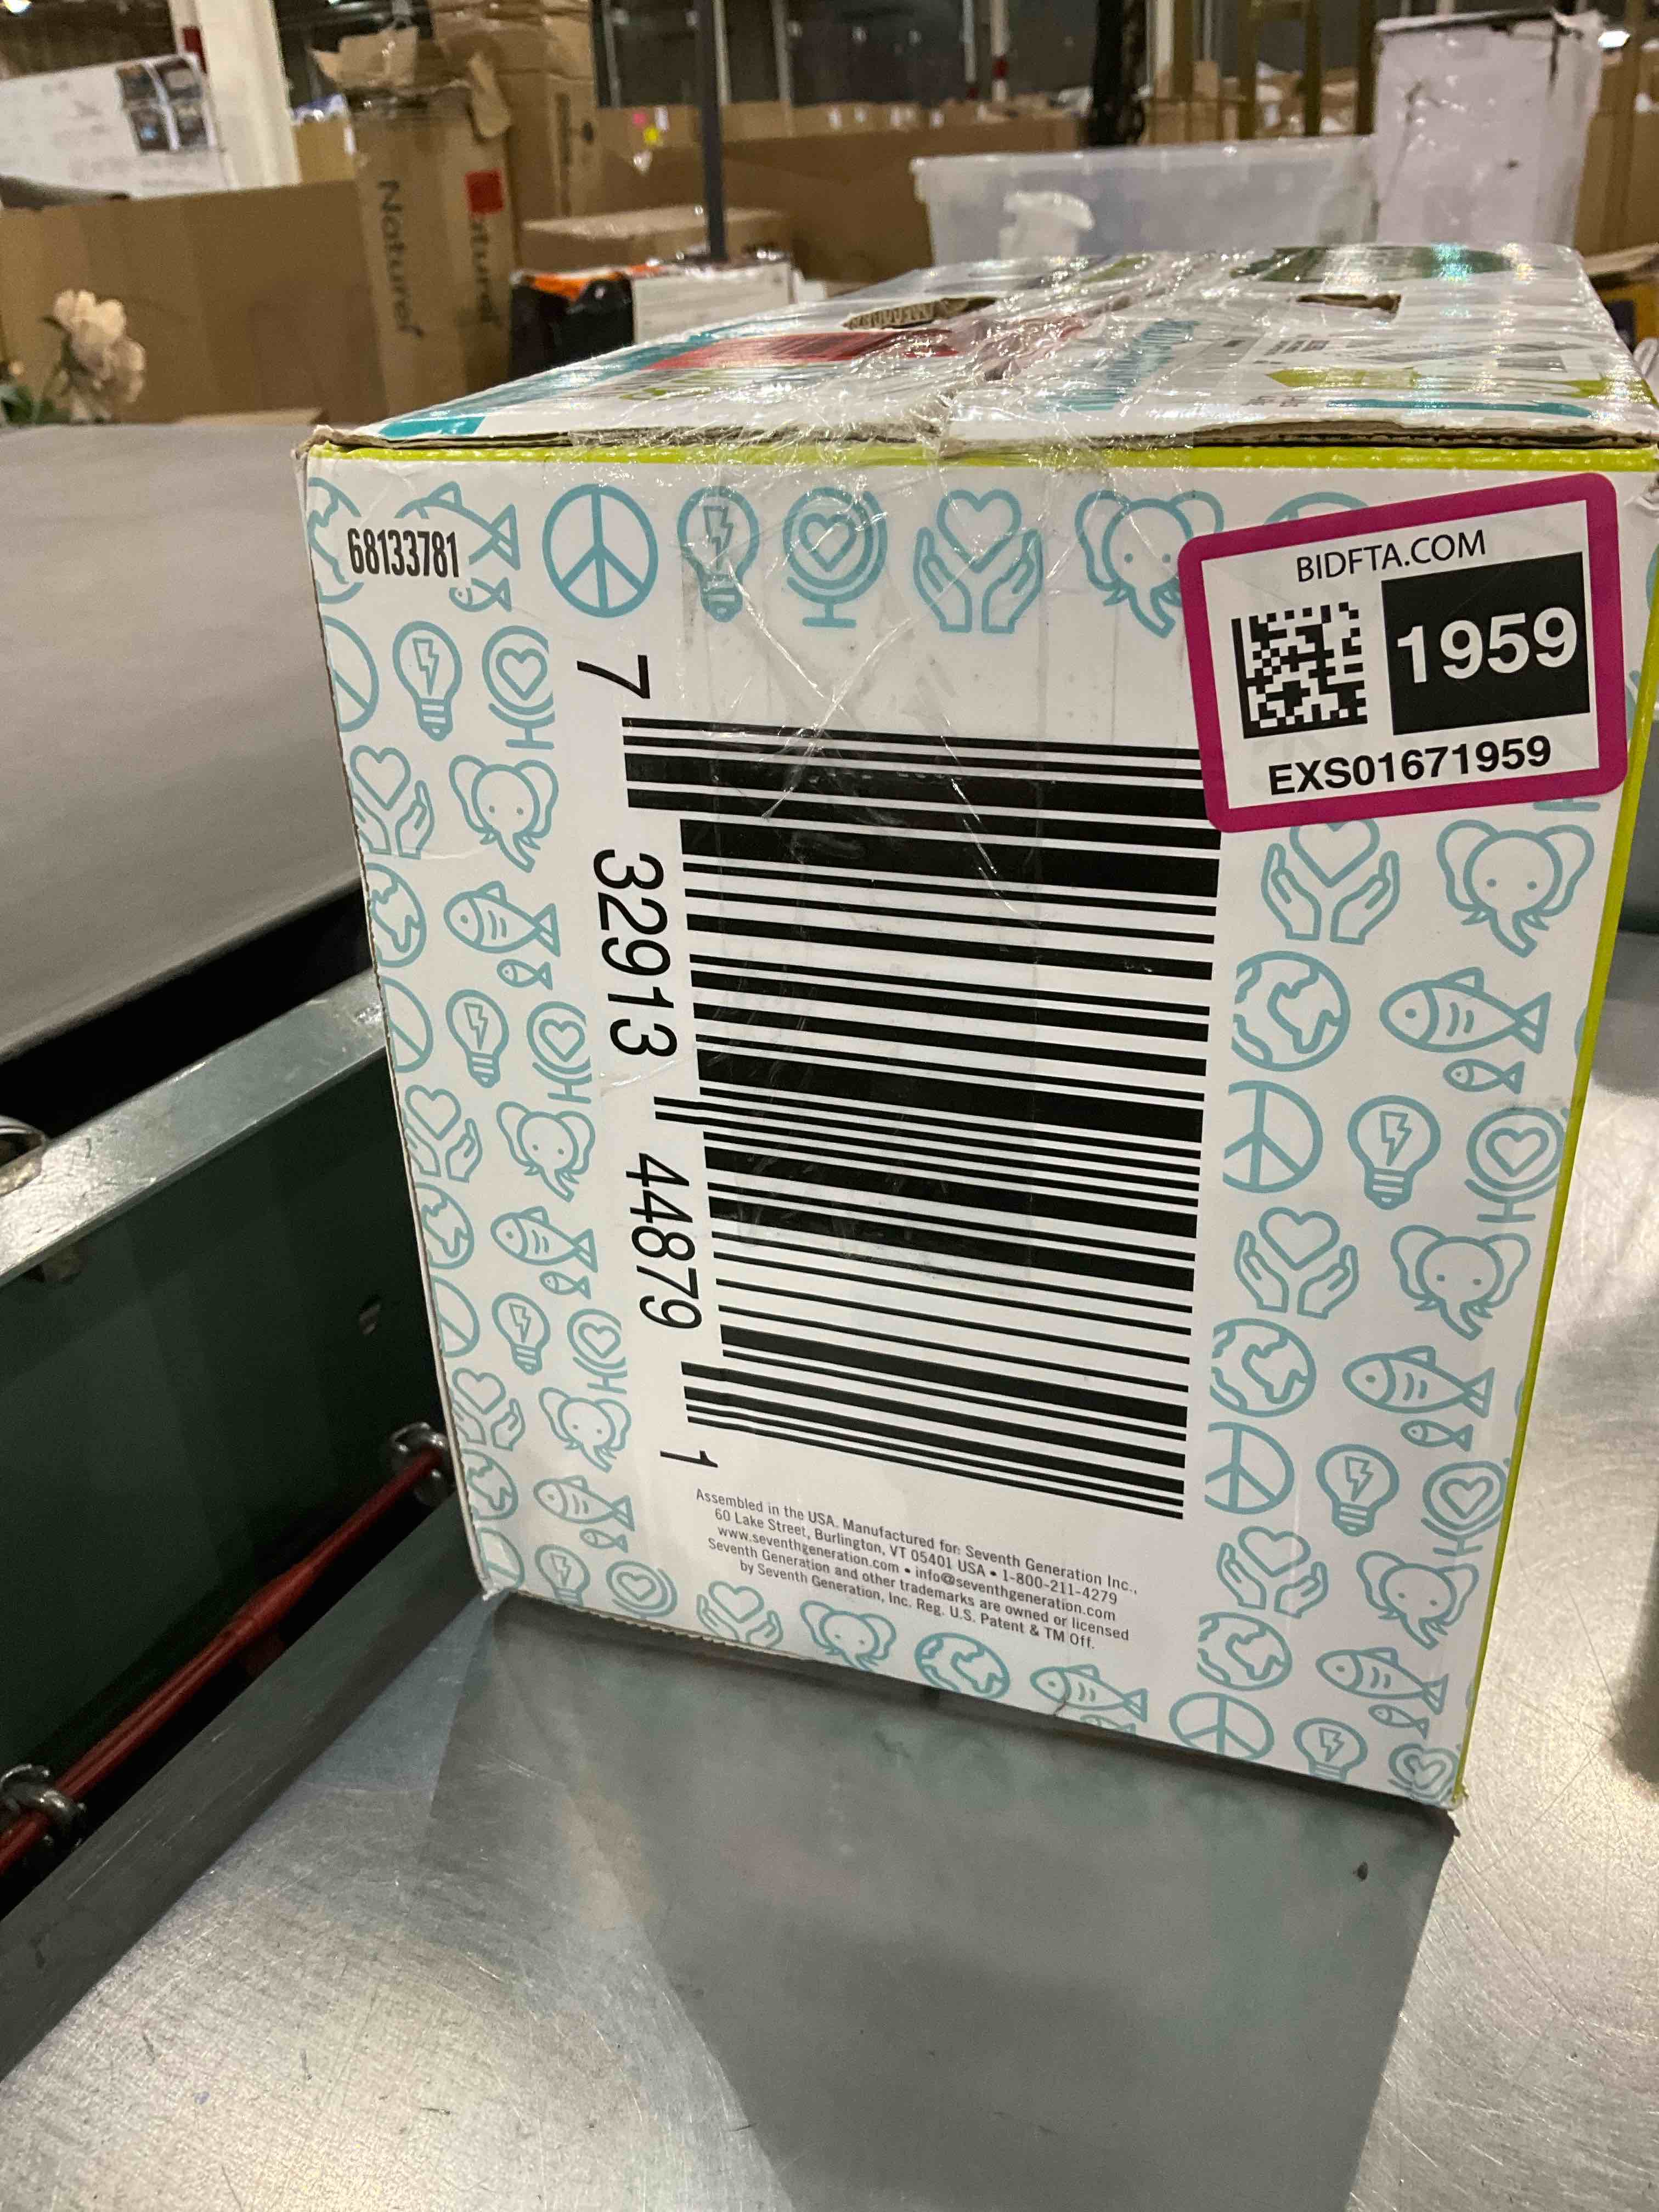 Naturel
aturel
68133781
BIDFTA.COM
1959
EXS01671959
7 32913 44879 1
Assembled in the USA. Manufactured for: Seventh Generation Inc.,
60 Lake Street, Burlington, VT 05401 USA • 1-800-211-4279
www.seventhgeneration.com • info@seventhgeneration.com
Seventh Generation and other trademarks are owned or licensed
by Seventh Generation, Inc. Reg. U.S. Patent & TM Off.